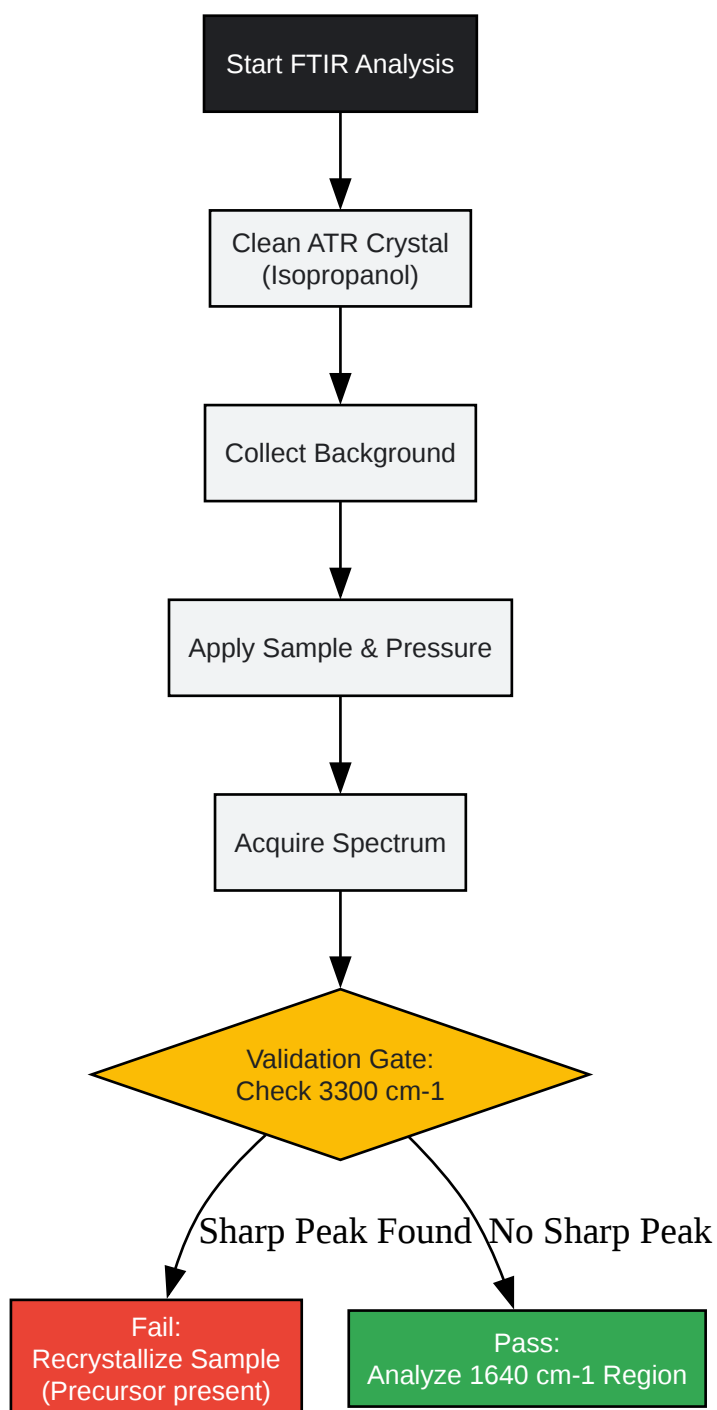 Start FTIR Analysis
Clean ATR Crystal
(Isopropanol)
Collect Background
Apply Sample & Pressure
Acquire Spectrum
Validation Gate:
Check 3300 cm-1
Sharp Peak Found
No Sharp Peak
Fail:
Recrystallize Sample
(Precursor present)
Pass:
Analyze 1640 cm-1 Region